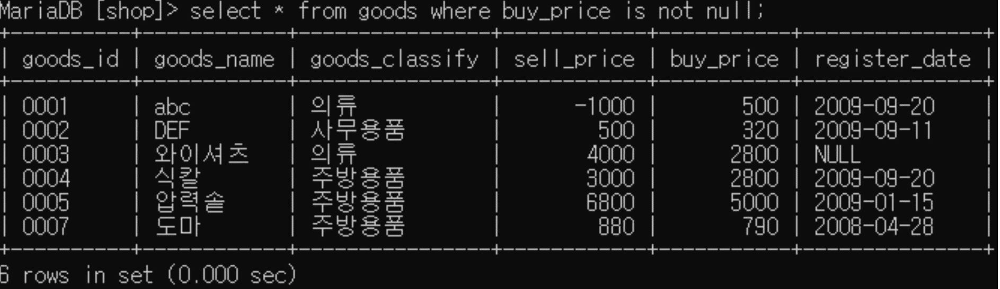 MariaDB [shop]> select * from goods where buy_price is not null;
+----------+------------+----------------+------------+-----------+---------------+
| goods_id | goods_name | goods_classify | sell_price | buy_price | register_date |
+----------+------------+----------------+------------+-----------+---------------+
| 0001 | abc | 의류 | -1000 | 500 | 2009-09-20 |
| 0002 | DEF | 사무용품 | 500 | 320 | 2009-09-11 |
| 0003 | 와이셔츠 | 의류 | 4000 | 2800 | NULL |
| 0004 | 식칼 | 주방용품 | 3000 | 2800 | 2009-09-20 |
| 0005 | 압력솥 | 주방용품 | 6800 | 5000 | 2009-01-15 |
| 0007 | 도마 | 주방용품 | 880 | 790 | 2008-04-28 |
+----------+------------+----------------+------------+-----------+---------------+
6 rows in set (0.000 sec)